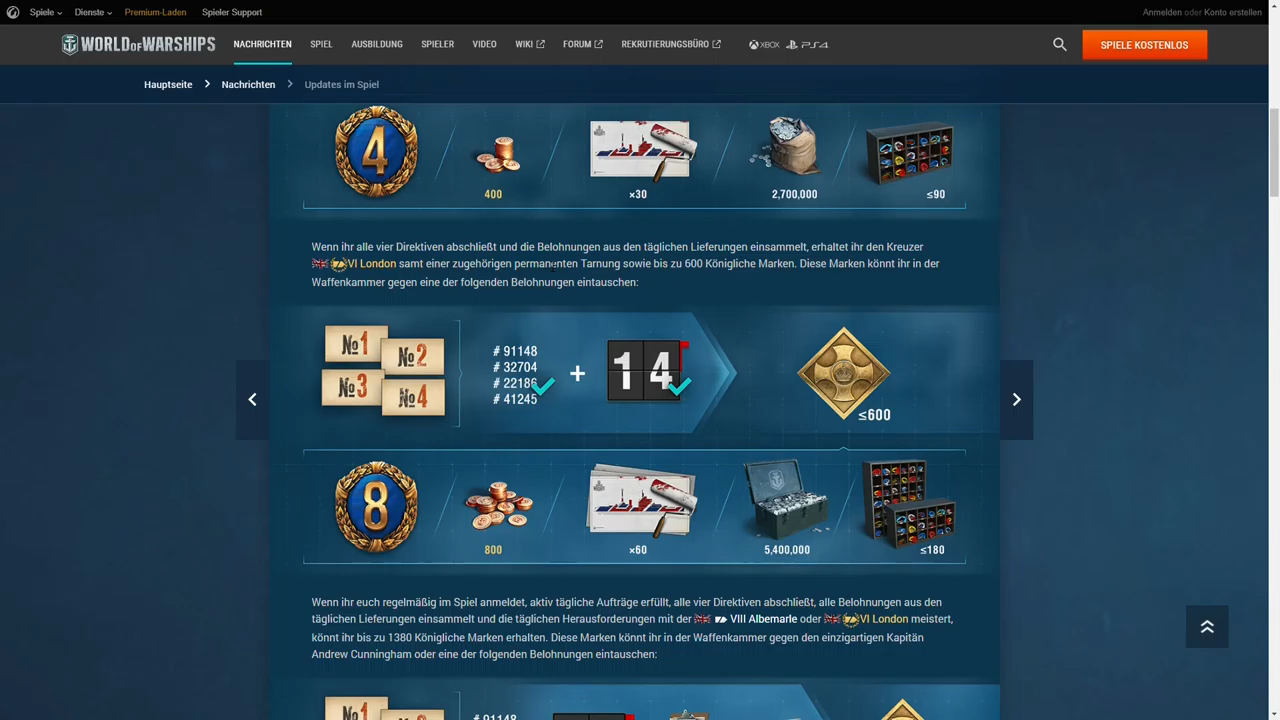 Spiele Dienste Premium-Laden Spieler Support Anmelden oder Konto erstellen
WORLD OF WARSHIPS NACHRICHTEN SPIEL AUSBILDUNG SPIELER VIDEO WIKI FORUM REKRUTIERUNGSBÜRO XBOX PS4 SPIELE KOSTENLOS
Hauptseite Nachrichten Updates im Spiel
4
400 ×30 2,700,000 ≤90
Wenn ihr alle vier Direktiven abschließt und die Belohnungen aus den täglichen Lieferungen einsammelt, erhaltet ihr den Kreuzer
VI London samt einer zugehörigen permanenten Tarnung sowie bis zu 600 Königliche Marken. Diese Marken könnt ihr in der
Waffenkammer gegen eine der folgenden Belohnungen eintauschen:
№1 №2
№3 №4
# 91148
# 32704
# 22186
# 41245
+
14
≤600
8
800 ×60 5,400,000 ≤180
Wenn ihr euch regelmäßig im Spiel anmeldet, aktiv tägliche Aufträge erfüllt, alle vier Direktiven abschließt, alle Belohnungen aus den
täglichen Lieferungen einsammelt und die täglichen Herausforderungen mit der VIII Albemarle oder VI London meistert,
könnt ihr bis zu 1380 Königliche Marken erhalten. Diese Marken könnt ihr in der Waffenkammer gegen den einzigartigen Kapitän
Andrew Cunningham oder eine der folgenden Belohnungen eintauschen:
№1
# 91148